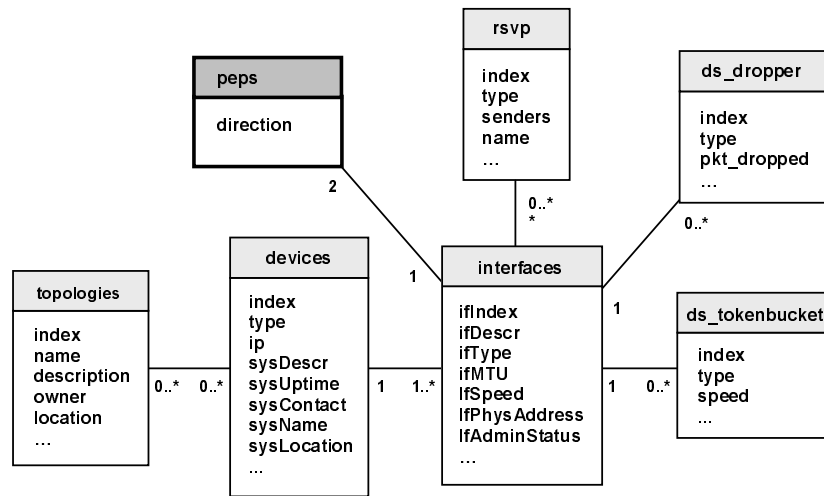 rsvp
index
type
senders
name
...
peps
direction
ds_dropper
index
type
pkt_dropped
...
2
0..*
*
0..*
1
1
topologies
index
name
description
owner
location
...
0..*
0..*
devices
index
type
ip
sysDescr
sysUptime
sysContact
sysName
sysLocation
...
1
1..*
interfaces
ifIndex
ifDescr
ifType
ifMTU
IfSpeed
IfPhysAddress
IfAdminStatus
...
1
0..*
ds_tokenbucket
index
type
speed
...